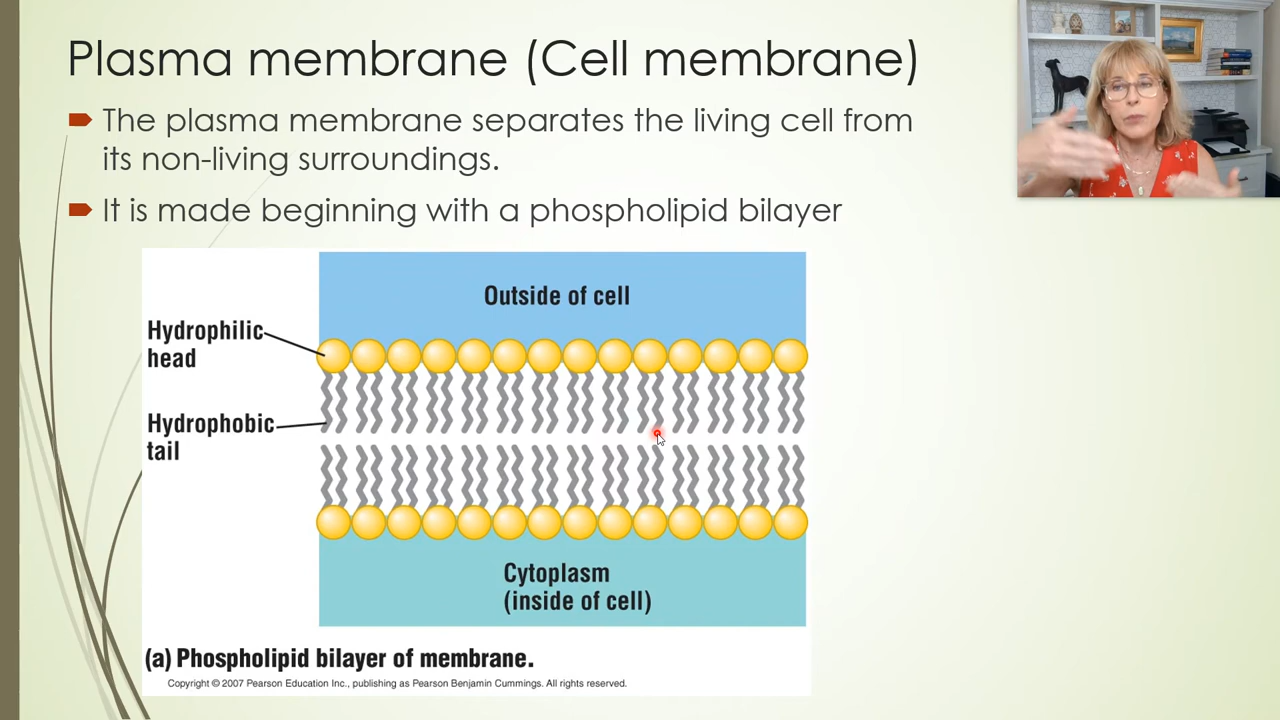 Plasma membrane (Cell membrane)
The plasma membrane separates the living cell from
its non-living surroundings.
It is made beginning with a phospholipid bilayer
Outside of cell
Hydrophilic
head
Hydrophobic
tail
Cytoplasm
(inside of cell)
(a) Phospholipid bilayer of membrane.
Copyright © 2007 Pearson Education Inc., publishing as Pearson Benjamin Cummings. All rights reserved.